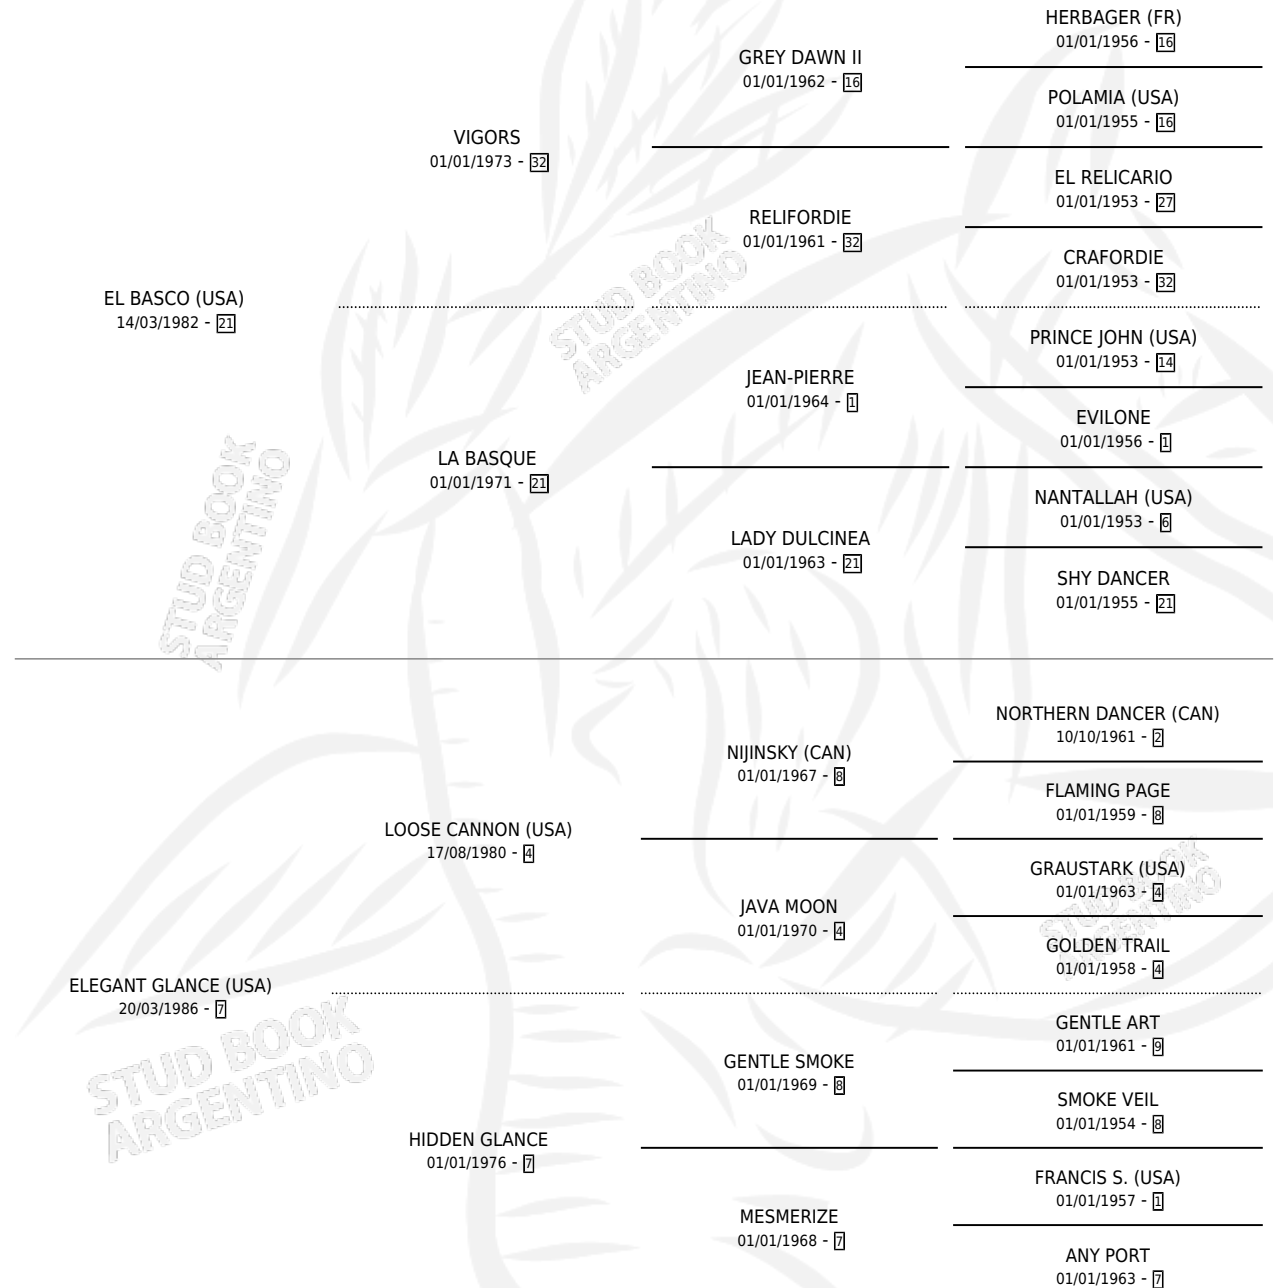 HERBAGER (FR)
01/01/1956 - 16
GREY DAWN II
01/01/1962 - 16
POLAMIA (USA)
01/01/1955 - 16
VIGORS
01/01/1973 - 32
EL RELICARIO
01/01/1953 - 27
RELIFORDIE
01/01/1961 - 32
CRAFORDIE
01/01/1953 - 32
EL BASCO (USA)
14/03/1982 - 21
STUD BOOK
ARGENTINO
PRINCE JOHN (USA)
01/01/1953 - 14
JEAN-PIERRE
01/01/1964 - 1
EVILONE
01/01/1956 - 1
LA BASQUE
01/01/1971 - 21
NANTALLAH (USA)
01/01/1953 - 6
LADY DULCINEA
01/01/1963 - 21
SHY DANCER
01/01/1955 - 21
STUD BOOK
ARGENTINO
NORTHERN DANCER (CAN)
10/10/1961 - 2
NIJINSKY (CAN)
01/01/1967 - 8
FLAMING PAGE
01/01/1959 - 8
LOOSE CANNON (USA)
17/08/1980 - 4
GRAUSTARK (USA)
01/01/1963 - 4
JAVA MOON
01/01/1970 - 4
STUD BOOK
ARGENTINO
GOLDEN TRAIL
01/01/1958 - 4
ELEGANT GLANCE (USA)
20/03/1986 - 7
GENTLE ART
01/01/1961 - 9
GENTLE SMOKE
01/01/1969 - 8
SMOKE VEIL
01/01/1954 - 8
STUD BOOK
ARGENTINO
HIDDEN GLANCE
01/01/1976 - 7
FRANCIS S. (USA)
01/01/1957 - 1
MESMERIZE
01/01/1968 - 7
ANY PORT
01/01/1963 - 7